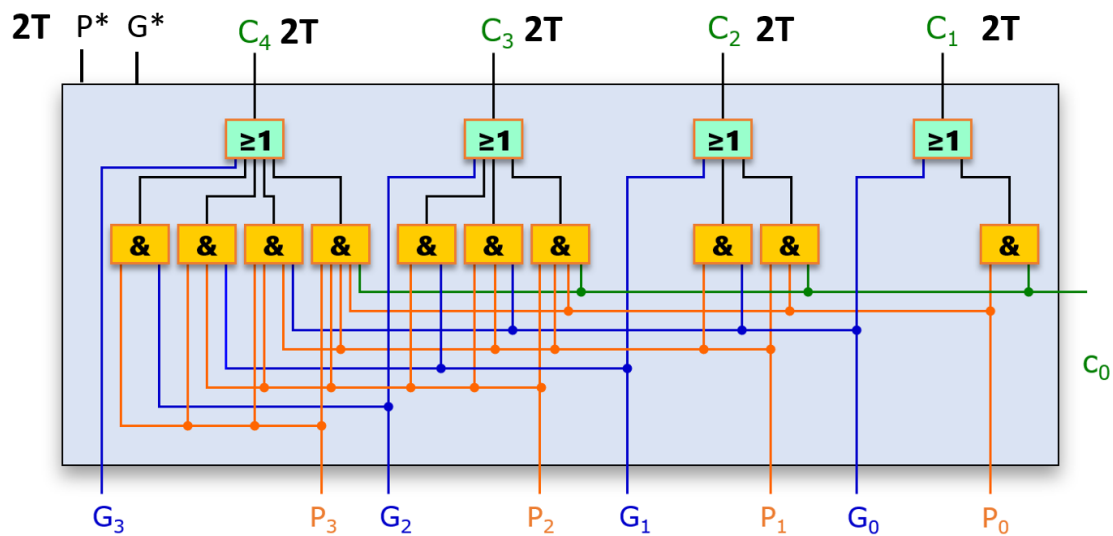 2T P* G* C₄ 2T C₃ 2T C₂ 2T C₁ 2T
≥1 ≥1 ≥1 ≥1
& & & & & & & & & &
c₀
G₃ P₃ G₂ P₂ G₁ P₁ G₀ P₀